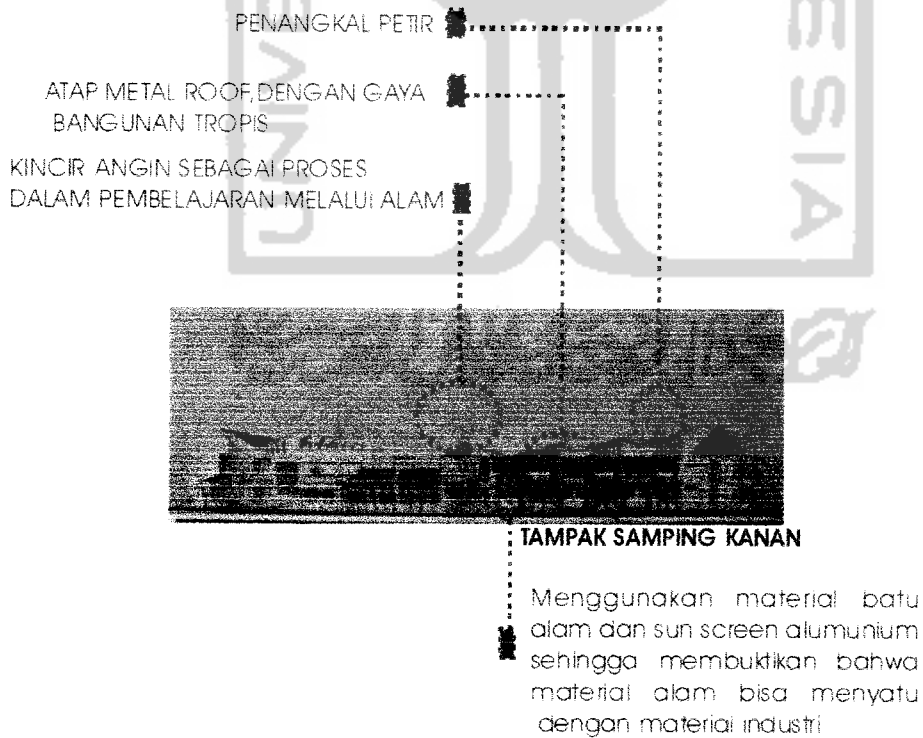 PENANGKAL PETIR
ATAP METAL ROOF, DENGAN GAYA
BANGUNAN TROPIS
KINCIR ANGIN SEBAGAI PROSES
DALAM PEMBELAJARAN MELALUI ALAM
TAMPAK SAMPING KANAN
Menggunakan material batu
alam dan sun screen alumunium
sehingga membuktikan bahwa
material alam bisa menyatu
dengan material industri